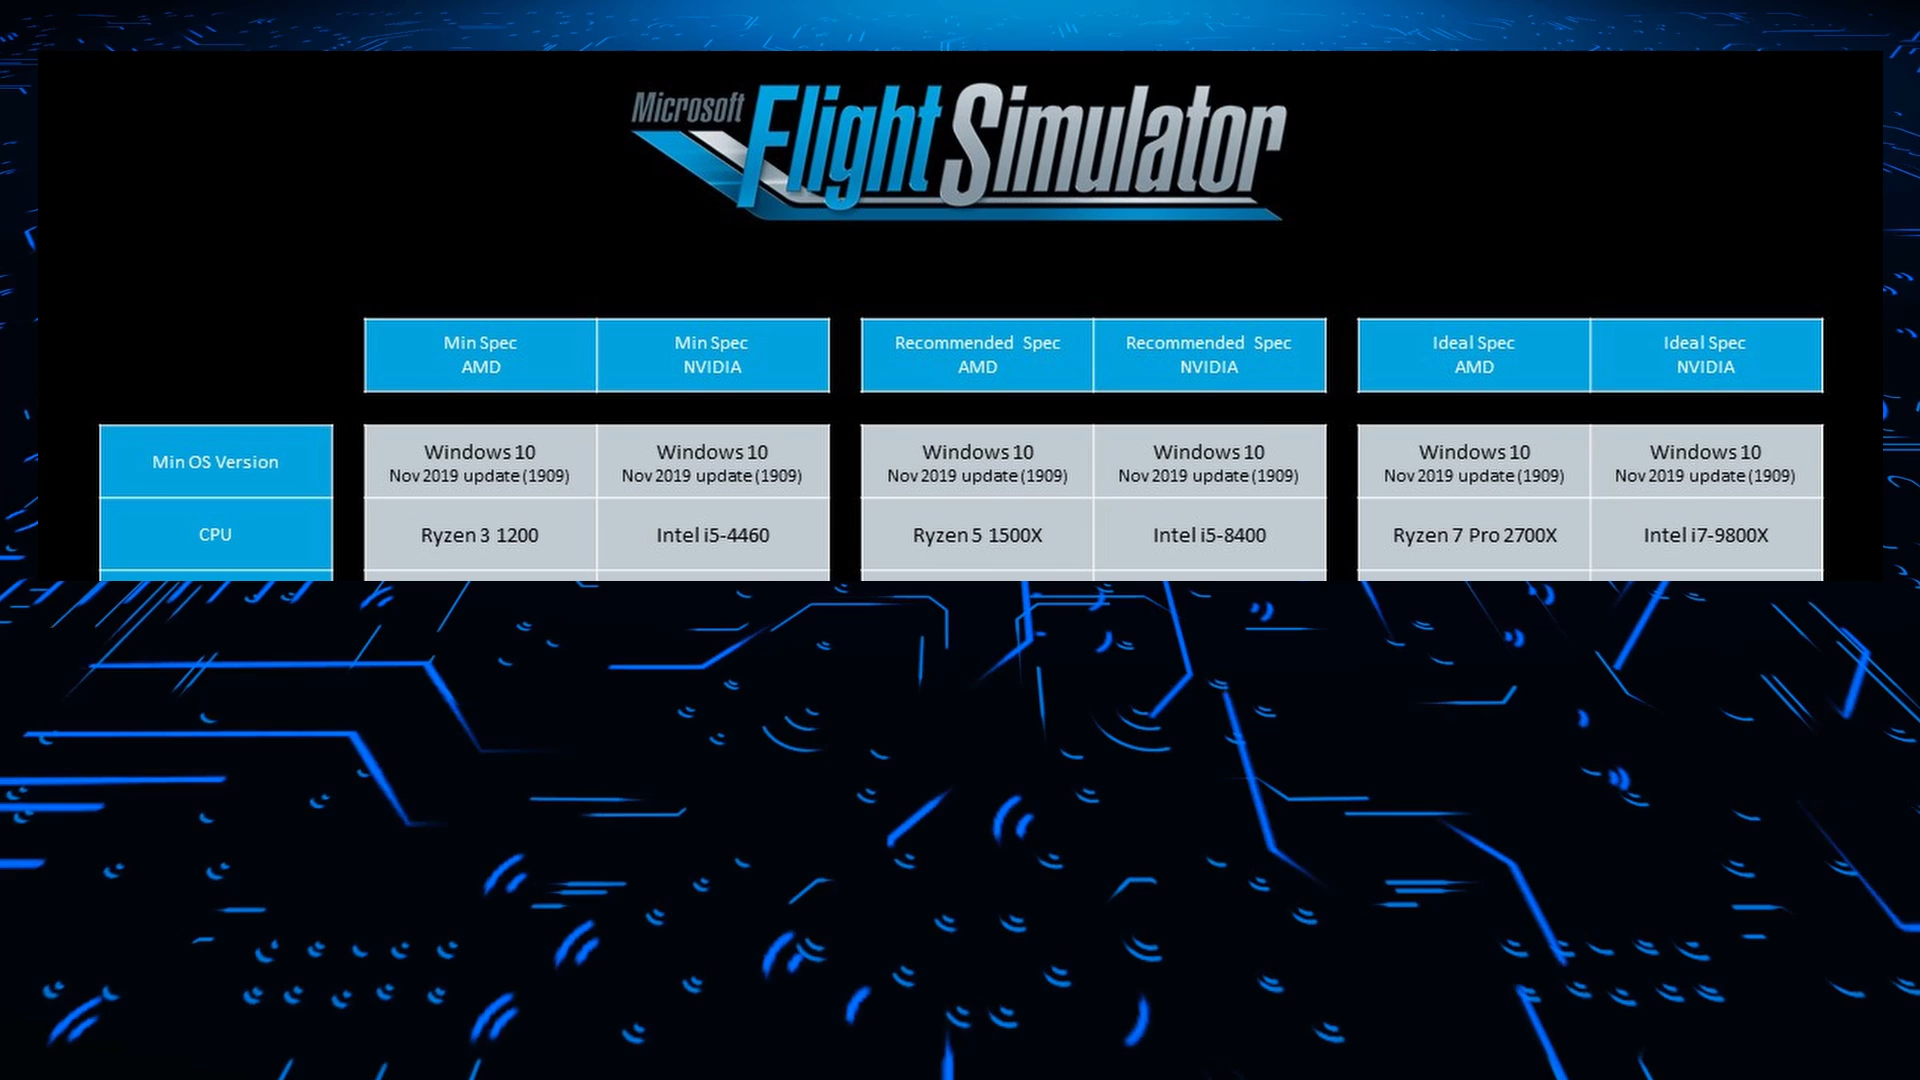 Microsoft Flight Simulator
Min Spec AMD
Min Spec NVIDIA
Recommended Spec AMD
Recommended Spec NVIDIA
Ideal Spec AMD
Ideal Spec NVIDIA
Min OS Version
Windows 10
Nov 2019 update (1909)
Windows 10
Nov 2019 update (1909)
Windows 10
Nov 2019 update (1909)
Windows 10
Nov 2019 update (1909)
Windows 10
Nov 2019 update (1909)
Windows 10
Nov 2019 update (1909)
CPU
Ryzen 3 1200
Intel i5-4460
Ryzen 5 1500X
Intel i5-8400
Ryzen 7 Pro 2700X
Intel i7-9800X